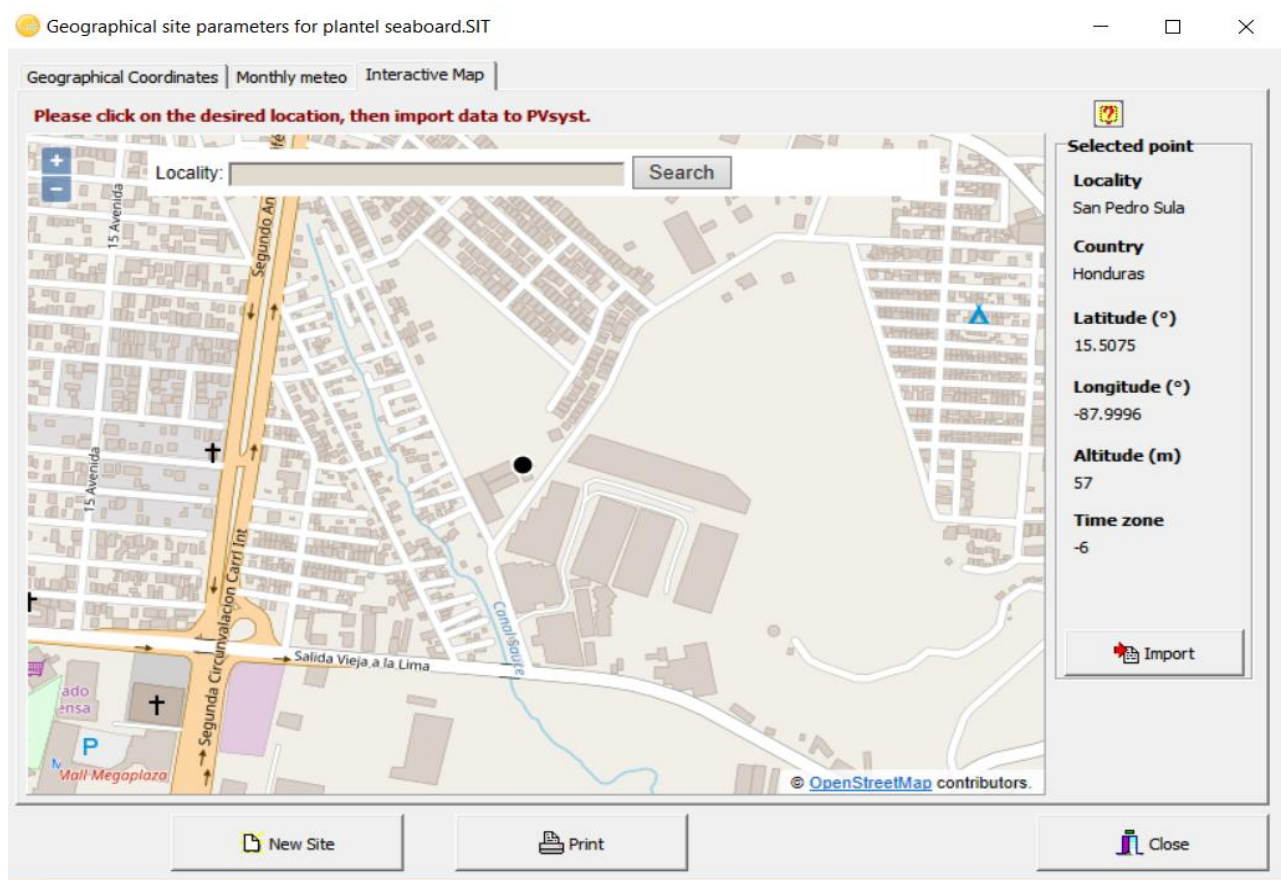 Geographical site parameters for plantel seaboard.SIT
Geographical Coordinates
Monthly meteo
Interactive Map
Please click on the desired location, then import data to PVsyst.
+
−
Locality:
Search
15 Avenida
Segundo An
15 Avenida
Segunda Circunvalacion Carril Int
Canal Sauce
Salida Vieja a la Lima
P
Mall Megaplaza
© OpenStreetMap contributors.
Selected point
Locality
San Pedro Sula
Country
Honduras
Latitude (°)
15.5075
Longitude (°)
-87.9996
Altitude (m)
57
Time zone
-6
Import
New Site
Print
Close